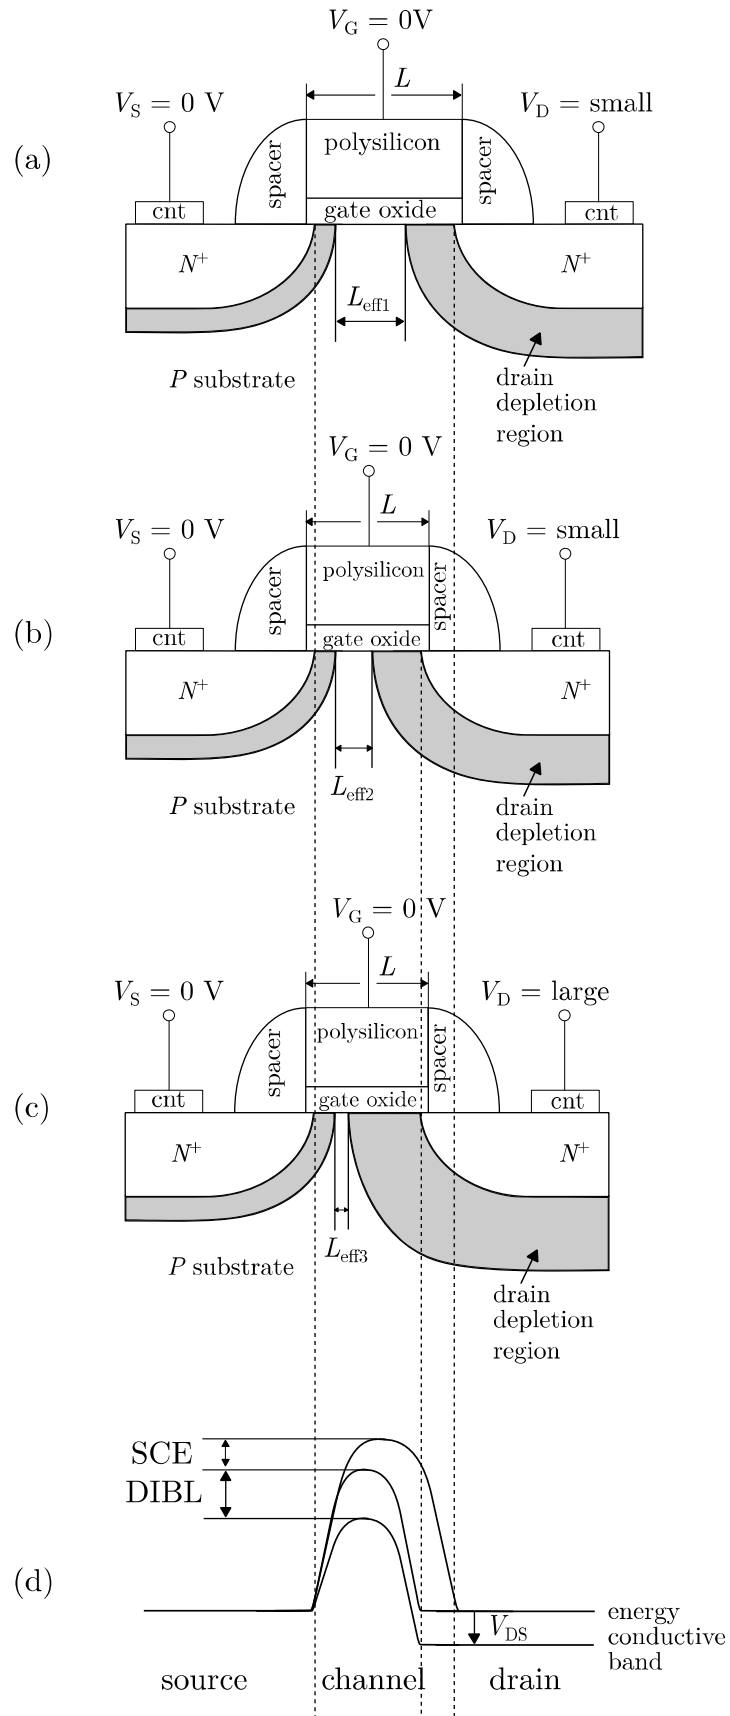 V_G = 0V
L
V_S = 0 V
V_D = small
(a)
spacer
polysilicon
spacer
cnt
gate oxide
cnt
N+
N+
L_eff1
P substrate
drain
depletion
region
V_G = 0 V
L
V_S = 0 V
V_D = small
(b)
spacer
polysilicon
spacer
cnt
gate oxide
cnt
N+
N+
L_eff2
P substrate
drain
depletion
region
V_G = 0 V
L
V_S = 0 V
V_D = large
(c)
spacer
polysilicon
spacer
cnt
gate oxide
cnt
N+
N+
L_eff3
P substrate
drain
depletion
region
SCE
DIBL
(d)
V_DS
energy
conductive
band
source
channel
drain